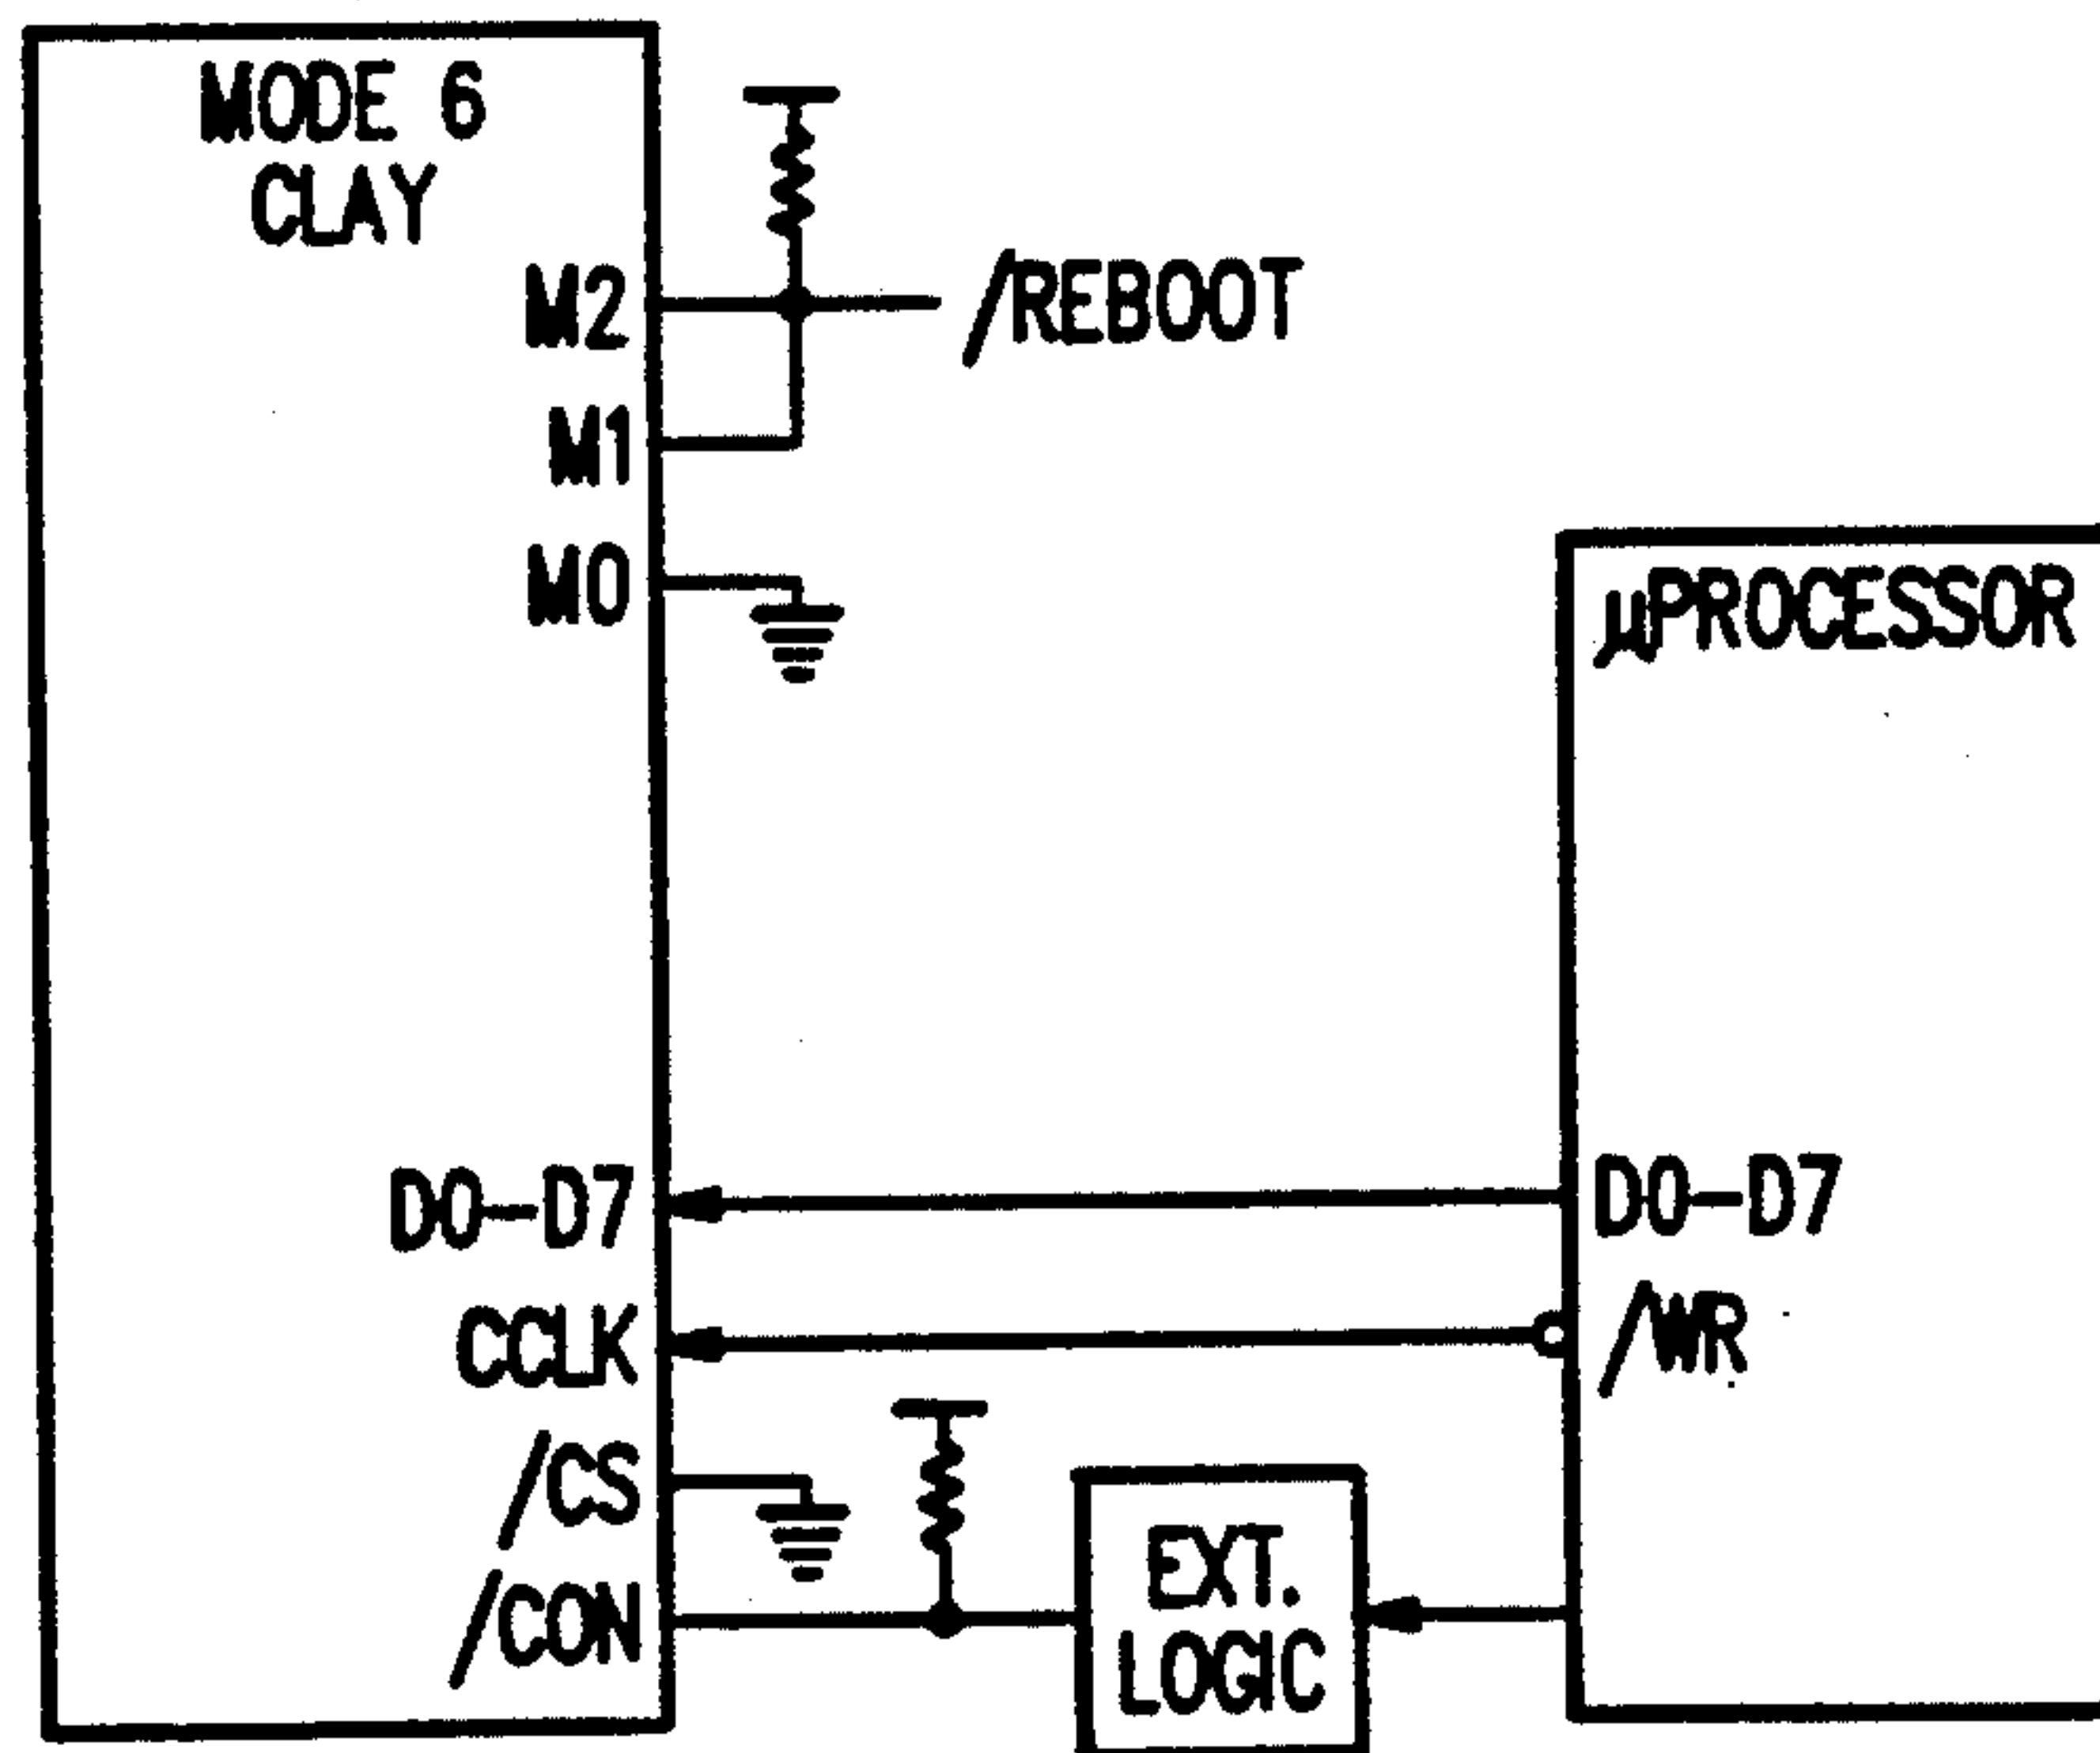 MODE 6
CLAY
M2
/REBOOT
M1
M0
µPROCESSOR
D0-D7
D0-D7
CCLK
/WR
/CS
/CON
EXT.
LOGIC